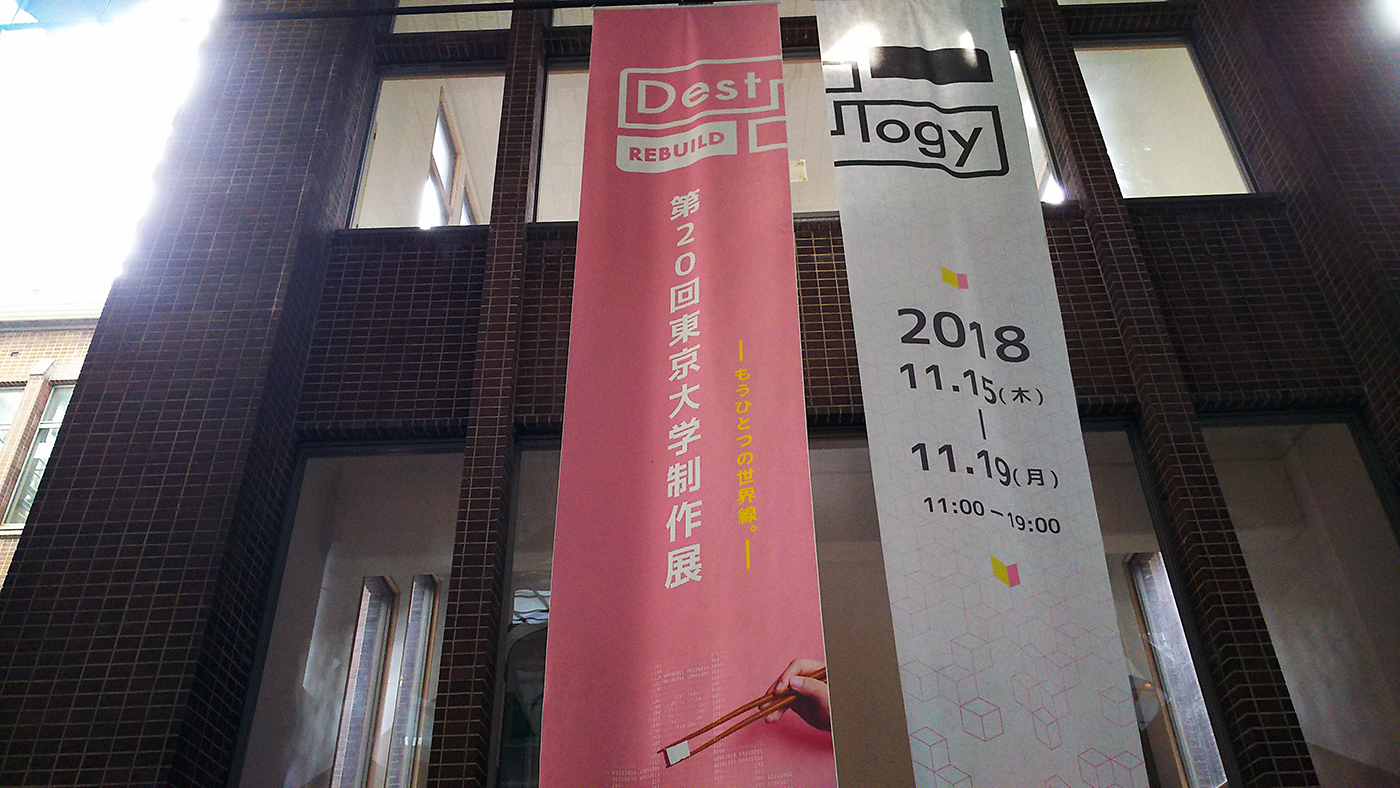 Dest
REBUILD
第20回東京大学制作展
―もうひとつの世界線。―
logy
2018
11.15(木)
|
11.19(月)
11:00－19:00